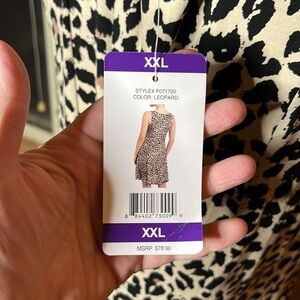 XXL
STYLE# P071700
COLOR: LEOPARD
8 84402 73009 9
XXL
MSRP $78.00